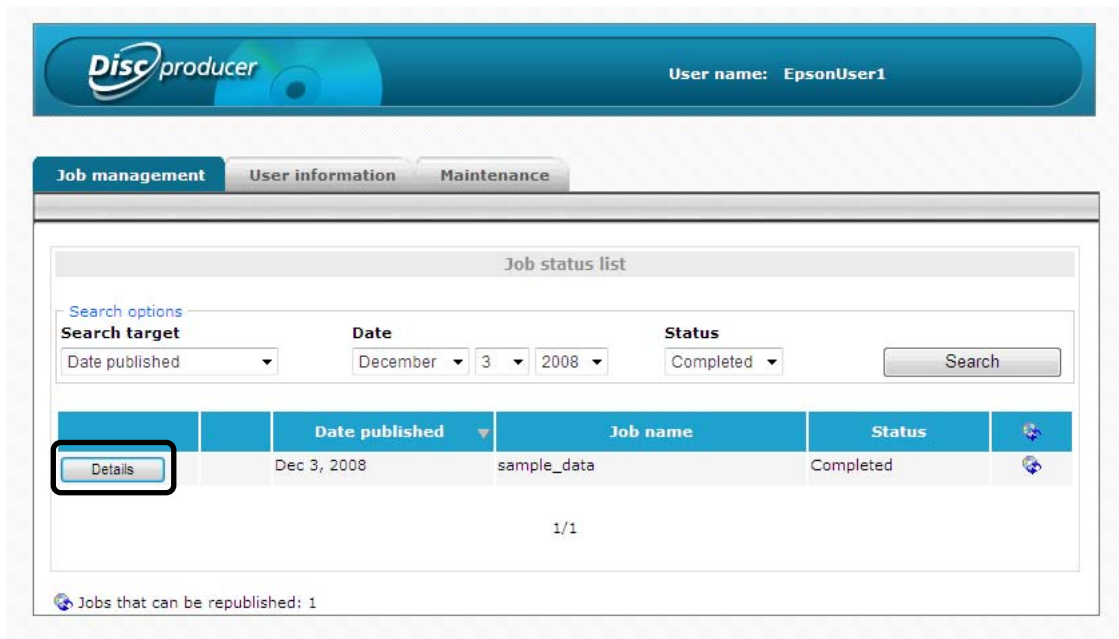 Disc producer
User name: EpsonUser1
Job management User information Maintenance
Job status list
Search options
Search target Date Status
Date published December 3 2008 Completed Search
Date published Job name Status
Details Dec 3, 2008 sample_data Completed
1/1
Jobs that can be republished: 1